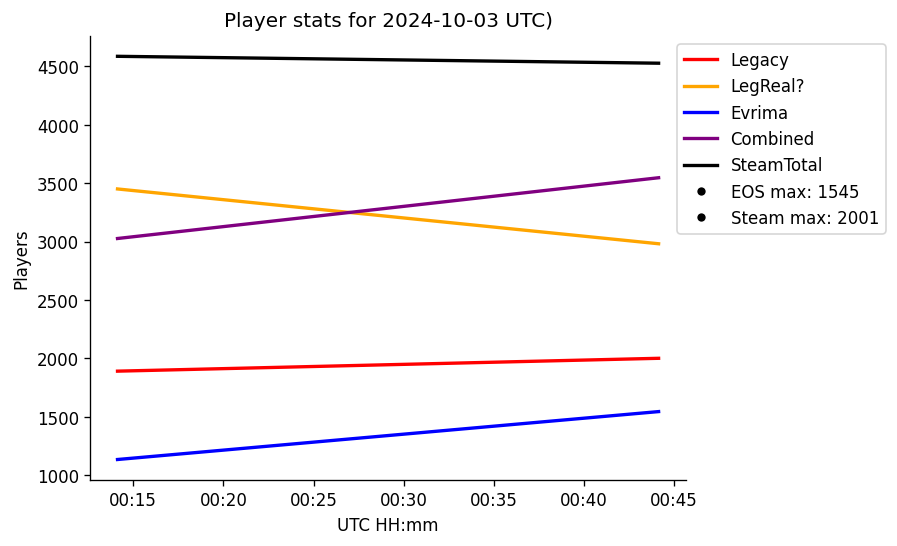 Player stats for 2024-10-03 UTC)
Legacy
LegReal?
Evrima
Combined
SteamTotal
EOS max: 1545
Steam max: 2001
Players
4500
4000
3500
3000
2500
2000
1500
1000
00:15 00:20 00:25 00:30 00:35 00:40 00:45
UTC HH:mm